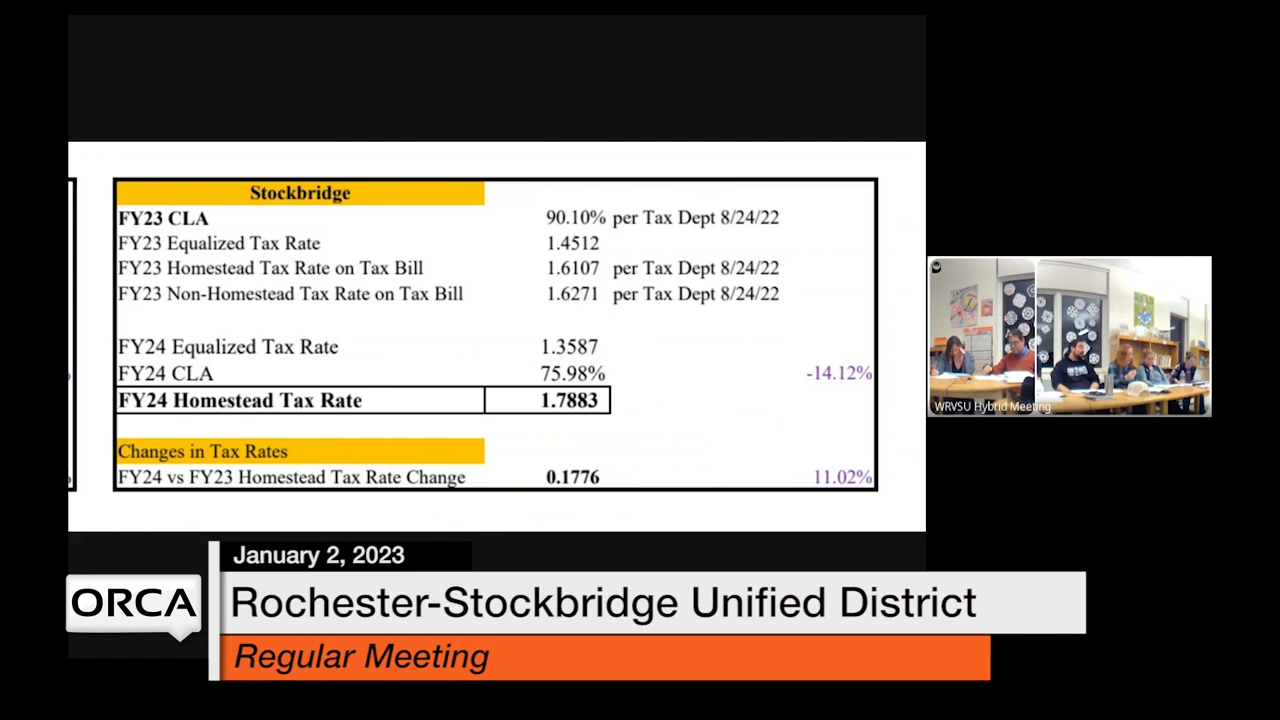 Stockbridge
FY23 CLA 90.10% per Tax Dept 8/24/22
FY23 Equalized Tax Rate 1.4512
FY23 Homestead Tax Rate on Tax Bill 1.6107 per Tax Dept 8/24/22
FY23 Non-Homestead Tax Rate on Tax Bill 1.6271 per Tax Dept 8/24/22
FY24 Equalized Tax Rate 1.3587
FY24 CLA 75.98% -14.12%
FY24 Homestead Tax Rate 1.7883
Changes in Tax Rates
FY24 vs FY23 Homestead Tax Rate Change 0.1776 11.02%
WRVSU Hybrid Meeting
January 2, 2023
ORCA
Rochester-Stockbridge Unified District
Regular Meeting